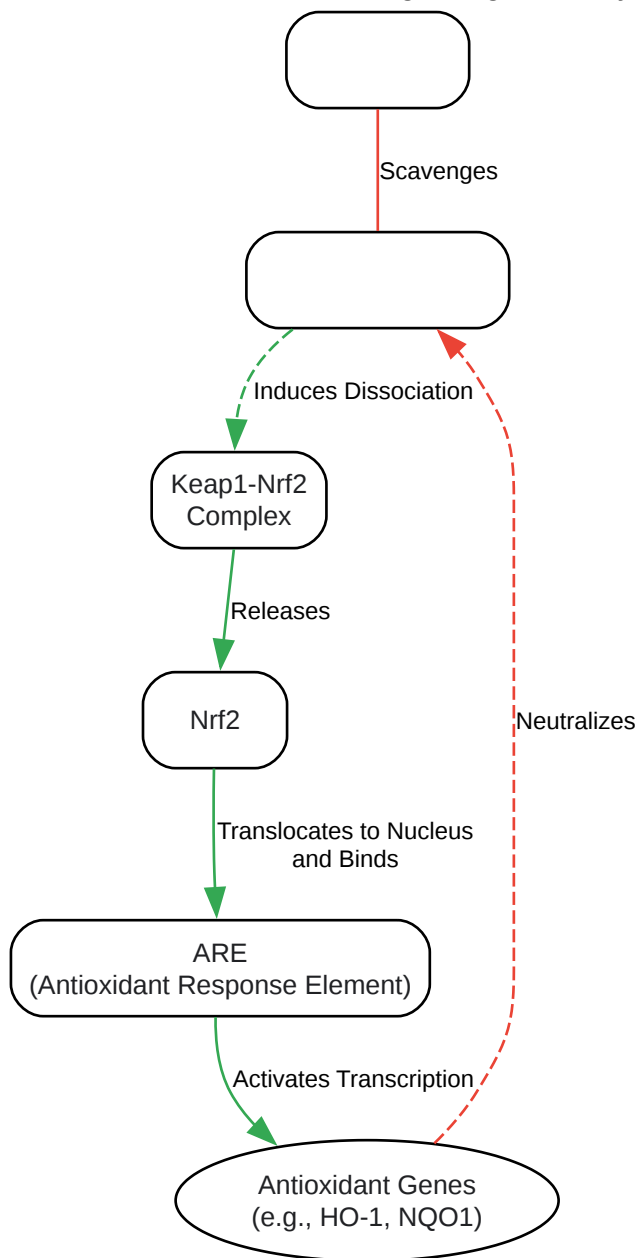 Scavenges
Induces Dissociation
Keap1-Nrf2
Complex
Releases
Nrf2
Neutralizes
Translocates to Nucleus
and Binds
ARE
(Antioxidant Response Element)
Activates Transcription
Antioxidant Genes
(e.g., HO-1, NQO1)